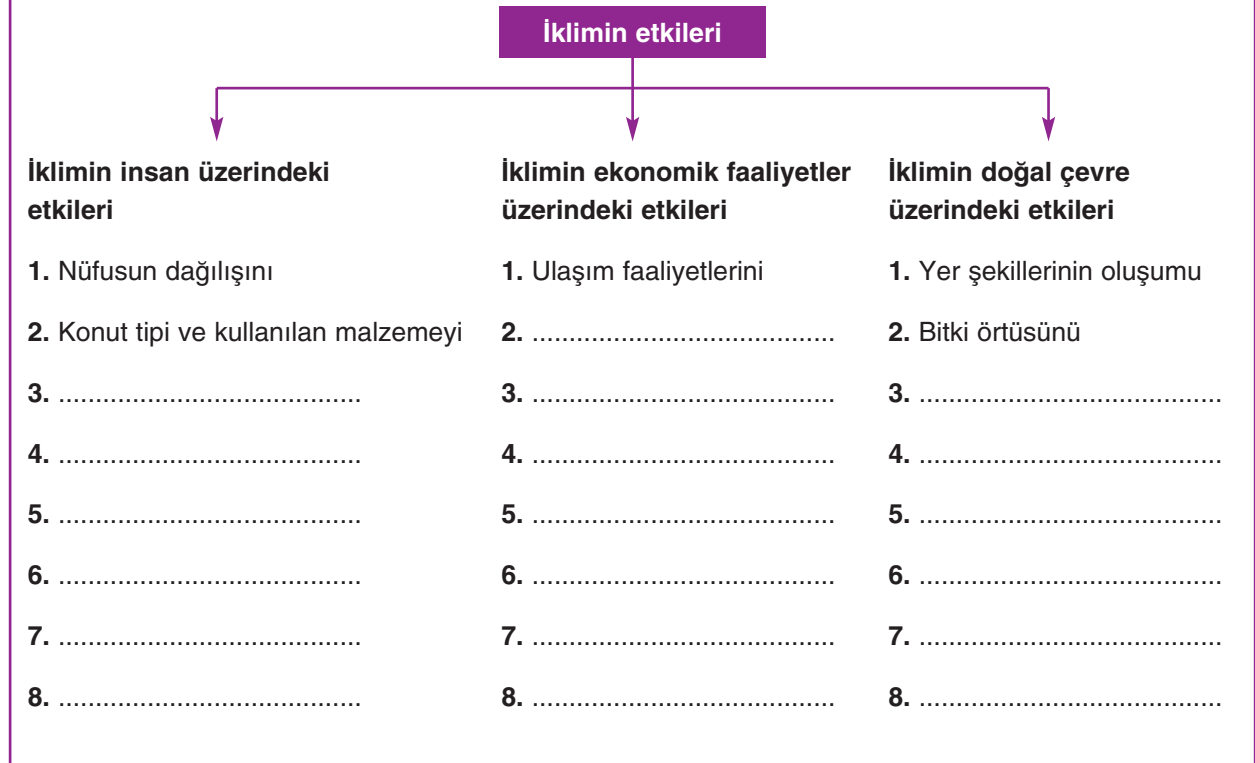 İklimin etkileri
İklimin insan üzerindeki
etkileri
1. Nüfusun dağılışını
2. Konut tipi ve kullanılan malzemeyi
3. ........................................
4. ........................................
5. ........................................
6. ........................................
7. ........................................
8. ........................................
İklimin ekonomik faaliyetler
üzerindeki etkileri
1. Ulaşım faaliyetlerini
2. ........................................
3. ........................................
4. ........................................
5. ........................................
6. ........................................
7. ........................................
8. ........................................
İklimin doğal çevre
üzerindeki etkileri
1. Yer şekillerinin oluşumu
2. Bitki örtüsünü
3. ........................................
4. ........................................
5. ........................................
6. ........................................
7. ........................................
8. ........................................